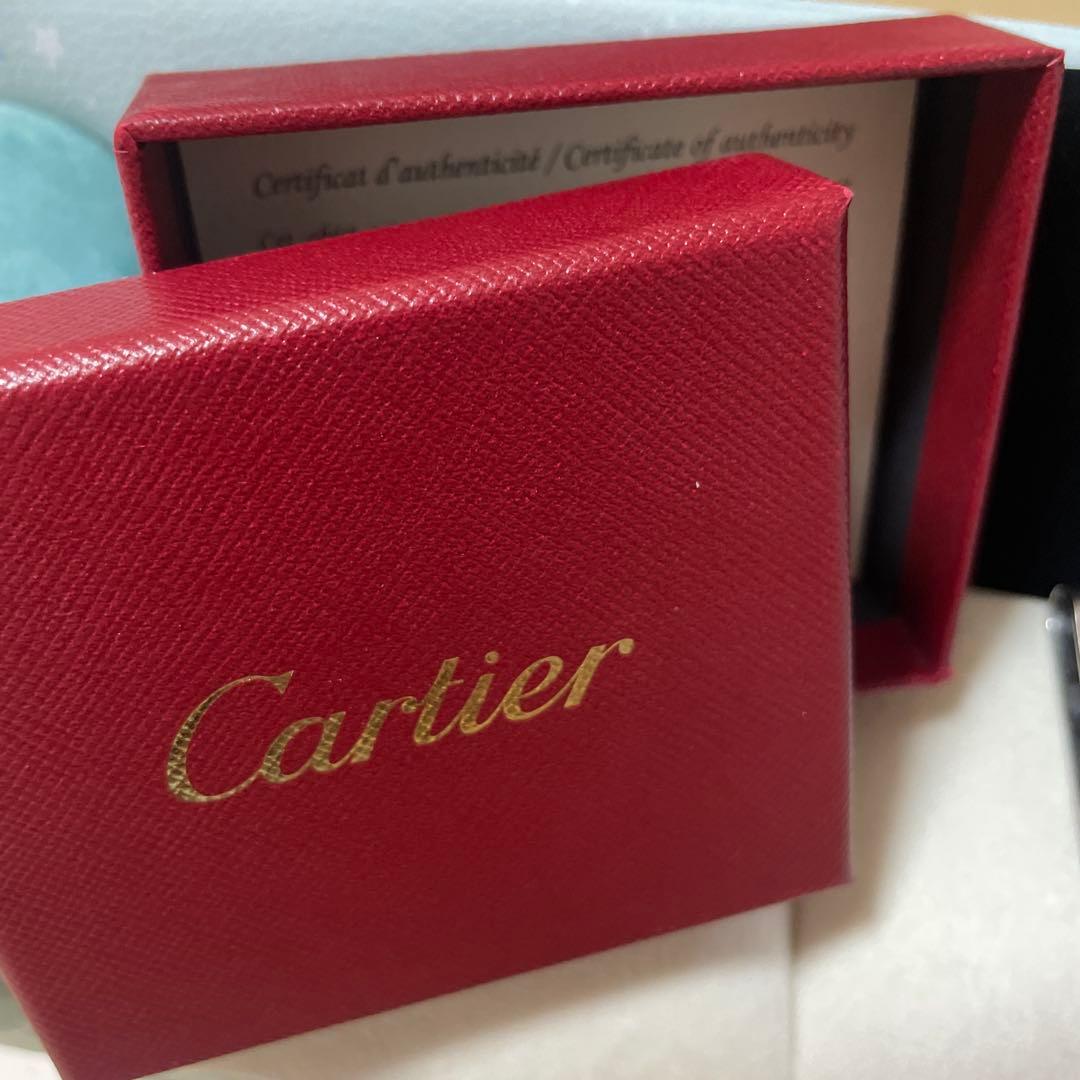 Certificat d'authenticité / Certificate of authenticity
Cartier